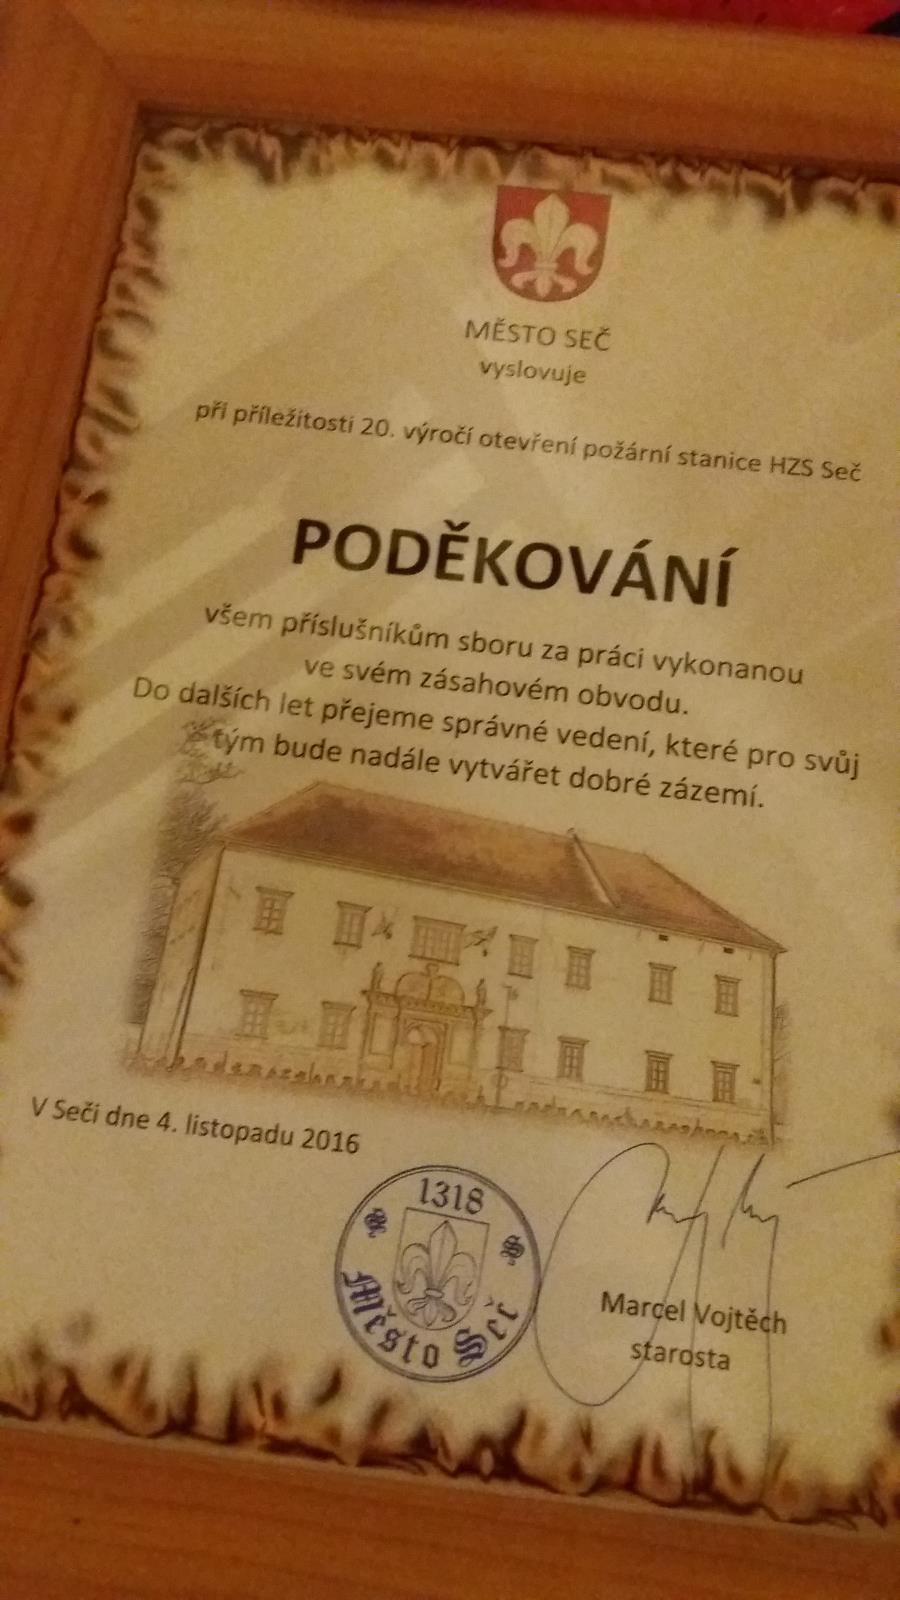 MĚSTO SEČ
vyslovuje
při příležitosti 20. výročí otevření požární stanice HZS Seč
PODĚKOVÁNÍ
všem příslušníkům sboru za práci vykonanou
ve svém zásahovém obvodu.
Do dalších let přejeme správné vedení, které pro svůj
tým bude nadále vytvářet dobré zázemí.
V Seči dne 4. listopadu 2016
1318
Město Seč
Marcel Vojtěch
starosta